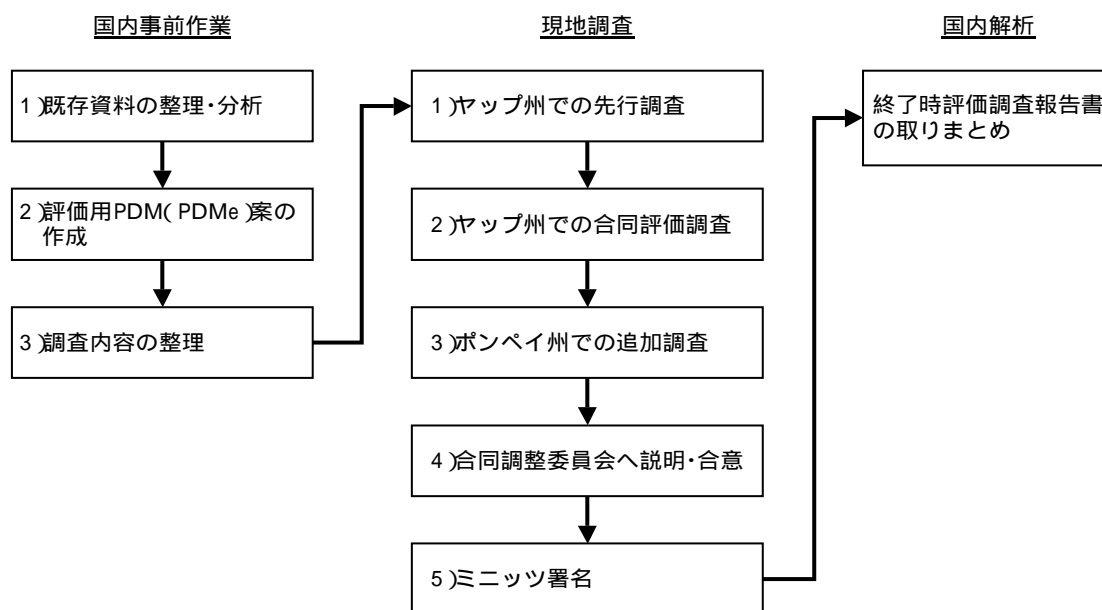 国内事前作業
1)既存資料の整理・分析
2)評価用PDM(PDMe)案の
作成
3)調査内容の整理
現地調査
1)ヤップ州での先行調査
2)ヤップ州での合同評価調査
3)ポンペイ州での追加調査
4)合同調整委員会へ説明・合意
5)ミニッツ署名
国内解析
終了時評価調査報告書
の取りまとめ